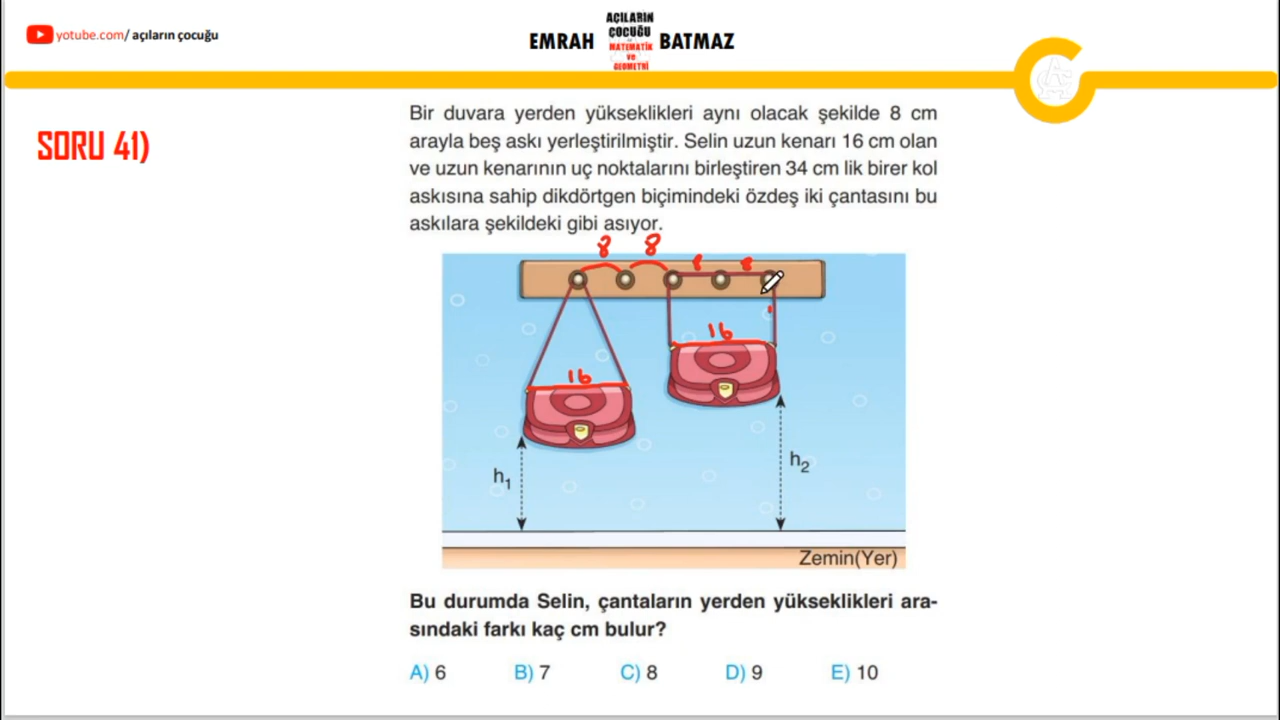 yotube.com/ açıların çocuğu
EMRAH
AÇILARIN
ÇOCUĞU
MATEMATİK
ve
GEOMETRİ
BATMAZ
SORU 41)
Bir duvara yerden yükseklikleri aynı olacak şekilde 8 cm
arayla beş askı yerleştirilmiştir. Selin uzun kenarı 16 cm olan
ve uzun kenarının uç noktalarını birleştiren 34 cm lik birer kol
askısına sahip dikdörtgen biçimindeki özdeş iki çantasını bu
askılara şekildeki gibi asıyor.
8 8 8 8
16
16
h1
h2
Zemin(Yer)
Bu durumda Selin, çantaların yerden yükseklikleri ara-
sındaki farkı kaç cm bulur?
A) 6 B) 7 C) 8 D) 9 E) 10